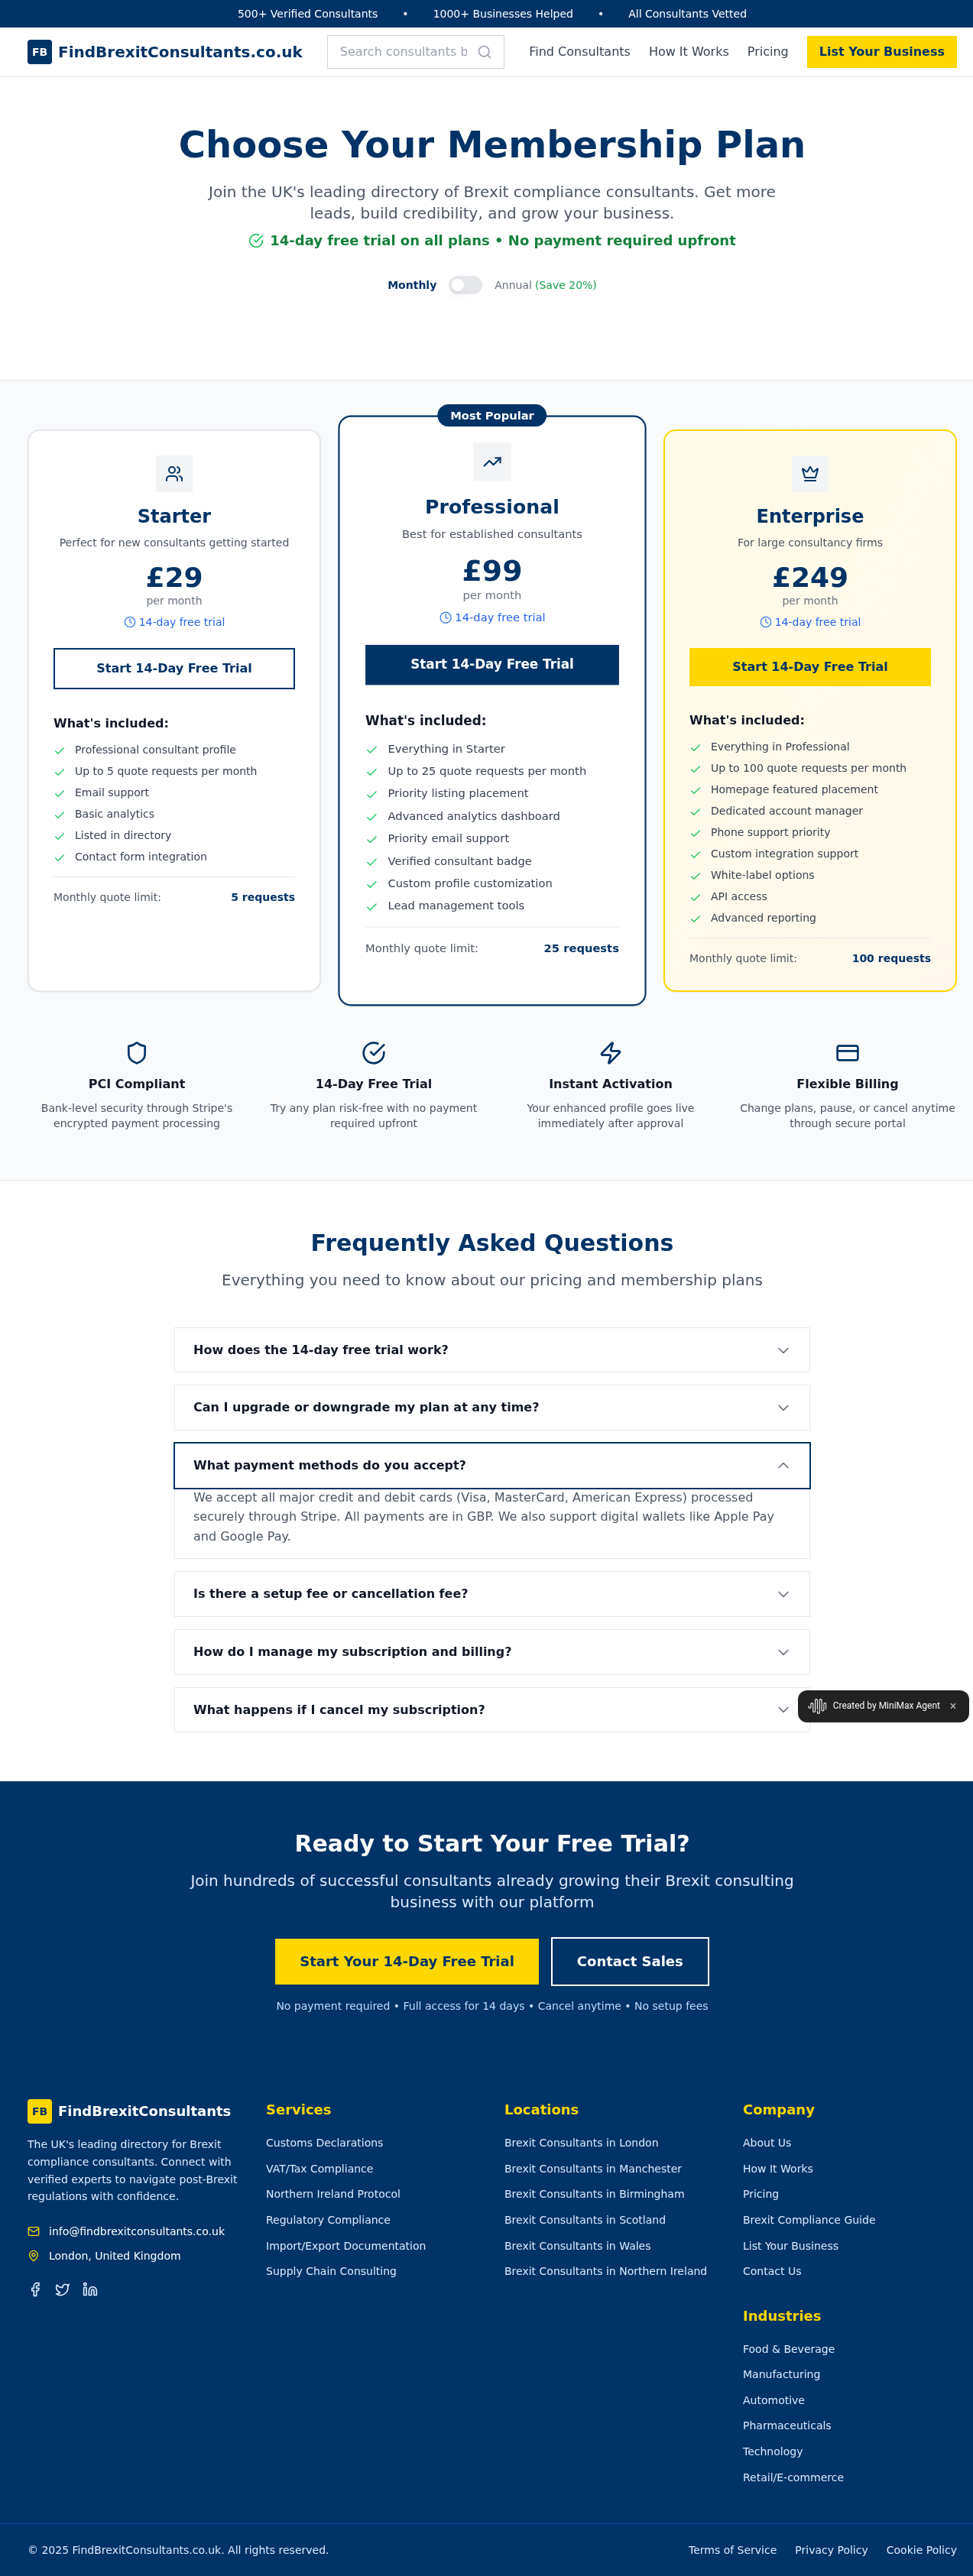 500+ Verified Consultants • 1000+ Businesses Helped • All Consultants Vetted
FB FindBrexitConsultants.co.uk
Search consultants b
Find Consultants How It Works Pricing List Your Business
Choose Your Membership Plan
Join the UK's leading directory of Brexit compliance consultants. Get more
leads, build credibility, and grow your business.
14-day free trial on all plans • No payment required upfront
Monthly Annual (Save 20%)
Starter
Perfect for new consultants getting started
£29
per month
14-day free trial
Start 14-Day Free Trial
What's included:
Professional consultant profile
Up to 5 quote requests per month
Email support
Basic analytics
Listed in directory
Contact form integration
Monthly quote limit: 5 requests
Most Popular
Professional
Best for established consultants
£99
per month
14-day free trial
Start 14-Day Free Trial
What's included:
Everything in Starter
Up to 25 quote requests per month
Priority listing placement
Advanced analytics dashboard
Priority email support
Verified consultant badge
Custom profile customization
Lead management tools
Monthly quote limit: 25 requests
Enterprise
For large consultancy firms
£249
per month
14-day free trial
Start 14-Day Free Trial
What's included:
Everything in Professional
Up to 100 quote requests per month
Homepage featured placement
Dedicated account manager
Phone support priority
Custom integration support
White-label options
API access
Advanced reporting
Monthly quote limit: 100 requests
PCI Compliant
Bank-level security through Stripe's
encrypted payment processing
14-Day Free Trial
Try any plan risk-free with no payment
required upfront
Instant Activation
Your enhanced profile goes live
immediately after approval
Flexible Billing
Change plans, pause, or cancel anytime
through secure portal
Frequently Asked Questions
Everything you need to know about our pricing and membership plans
How does the 14-day free trial work?
Can I upgrade or downgrade my plan at any time?
What payment methods do you accept?
We accept all major credit and debit cards (Visa, MasterCard, American Express) processed
securely through Stripe. All payments are in GBP. We also support digital wallets like Apple Pay
and Google Pay.
Is there a setup fee or cancellation fee?
How do I manage my subscription and billing?
What happens if I cancel my subscription?
Created by MiniMax Agent ×
Ready to Start Your Free Trial?
Join hundreds of successful consultants already growing their Brexit consulting
business with our platform
Start Your 14-Day Free Trial
Contact Sales
No payment required • Full access for 14 days • Cancel anytime • No setup fees
FB FindBrexitConsultants
The UK's leading directory for Brexit
compliance consultants. Connect with
verified experts to navigate post-Brexit
regulations with confidence.
info@findbrexitconsultants.co.uk
London, United Kingdom
Services
Customs Declarations
VAT/Tax Compliance
Northern Ireland Protocol
Regulatory Compliance
Import/Export Documentation
Supply Chain Consulting
Locations
Brexit Consultants in London
Brexit Consultants in Manchester
Brexit Consultants in Birmingham
Brexit Consultants in Scotland
Brexit Consultants in Wales
Brexit Consultants in Northern Ireland
Company
About Us
How It Works
Pricing
Brexit Compliance Guide
List Your Business
Contact Us
Industries
Food & Beverage
Manufacturing
Automotive
Pharmaceuticals
Technology
Retail/E-commerce
© 2025 FindBrexitConsultants.co.uk. All rights reserved.
Terms of Service Privacy Policy Cookie Policy